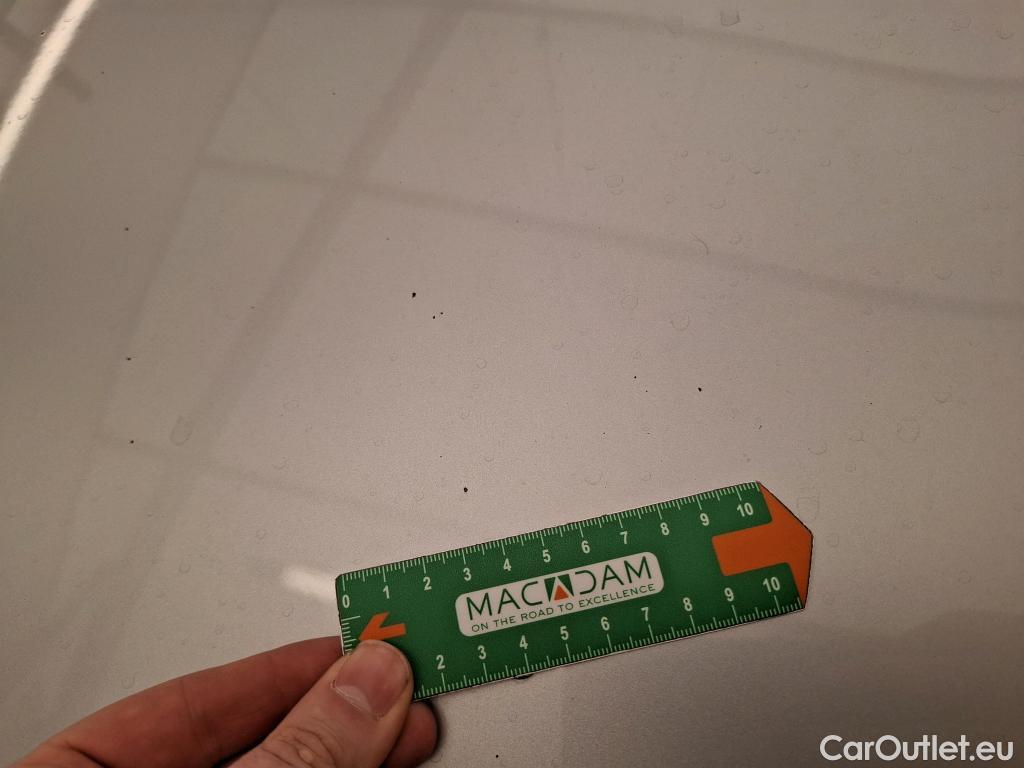 0 1 2 3 4 5 6 7 8 9 10
MACADAM
ON THE ROAD TO EXCELLENCE
2 3 4 5 6 7 8 9 10
CarOutlet.eu